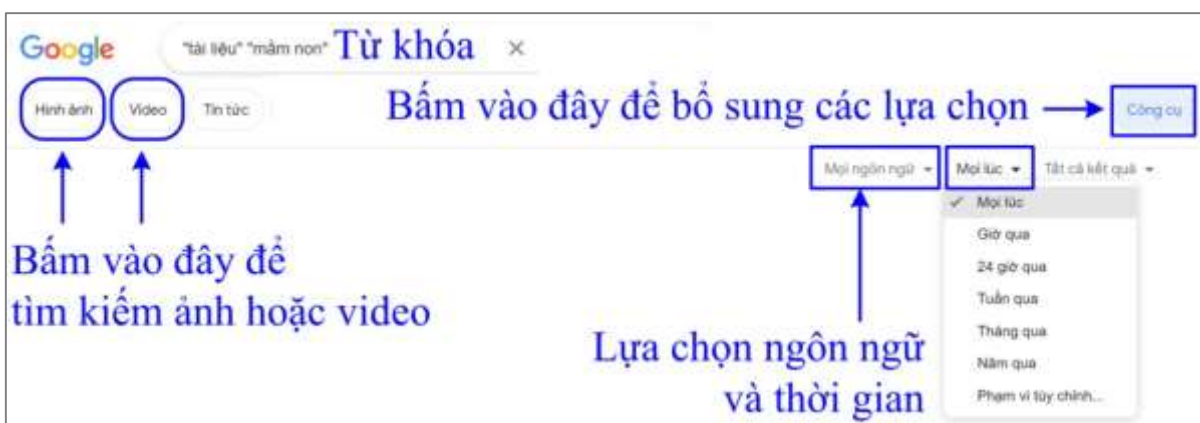 Google "tài liệu" "mầm non" Từ khóa ×
Hình ảnh Video Tin tức Bấm vào đây để bổ sung các lựa chọn Công cụ
Mọi ngôn ngữ Mọi lúc Tất cả kết quả
Mọi lúc
Giờ qua
24 giờ qua
Tuần qua
Tháng qua
Năm qua
Phạm vi tùy chỉnh...
Bấm vào đây để
tìm kiếm ảnh hoặc video
Lựa chọn ngôn ngữ
và thời gian